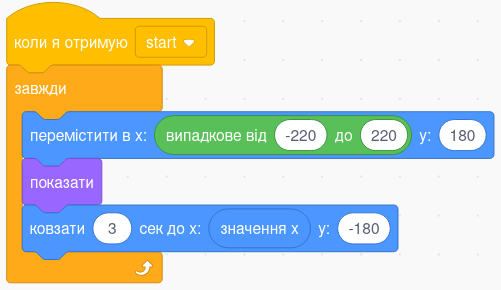 коли я отримую start
завжди
перемістити в x: випадкове від -220 до 220 y: 180
показати
ковзати 3 сек до x: значення x y: -180